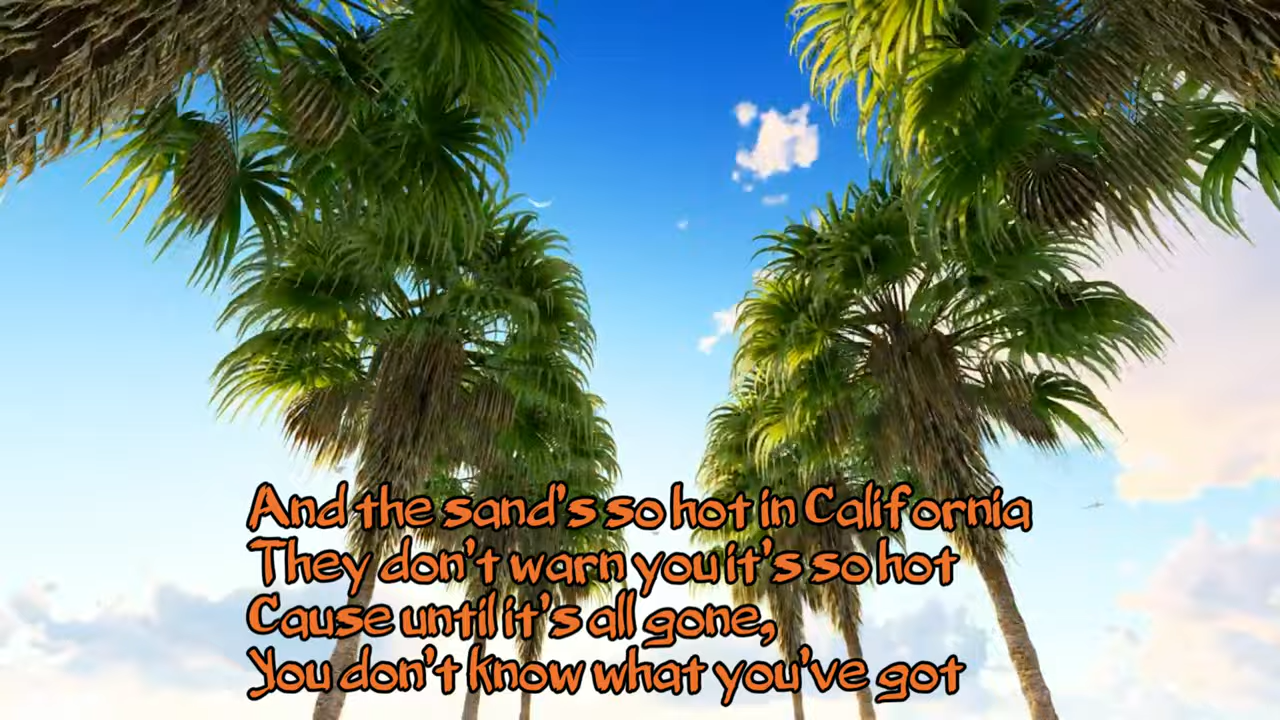 And the sand's so hot in California
They don't warn you it's so hot
Cause until it's all gone,
You don't know what you've got